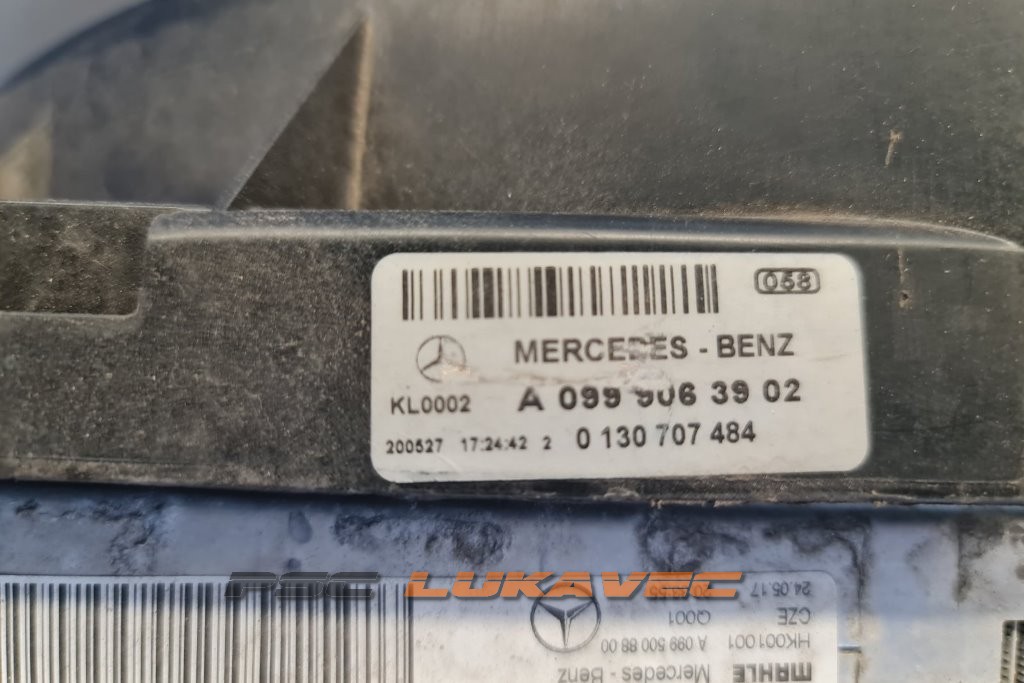 058
MERCEDES - BENZ
KL0002 A 099 906 39 02
200527 17:24:42 2 0 130 707 484
PSC LUKAVEC
24.05.17
CZE
Q001
HK001001
A 099 500 88 00
MAHLE
Mercedes - Benz